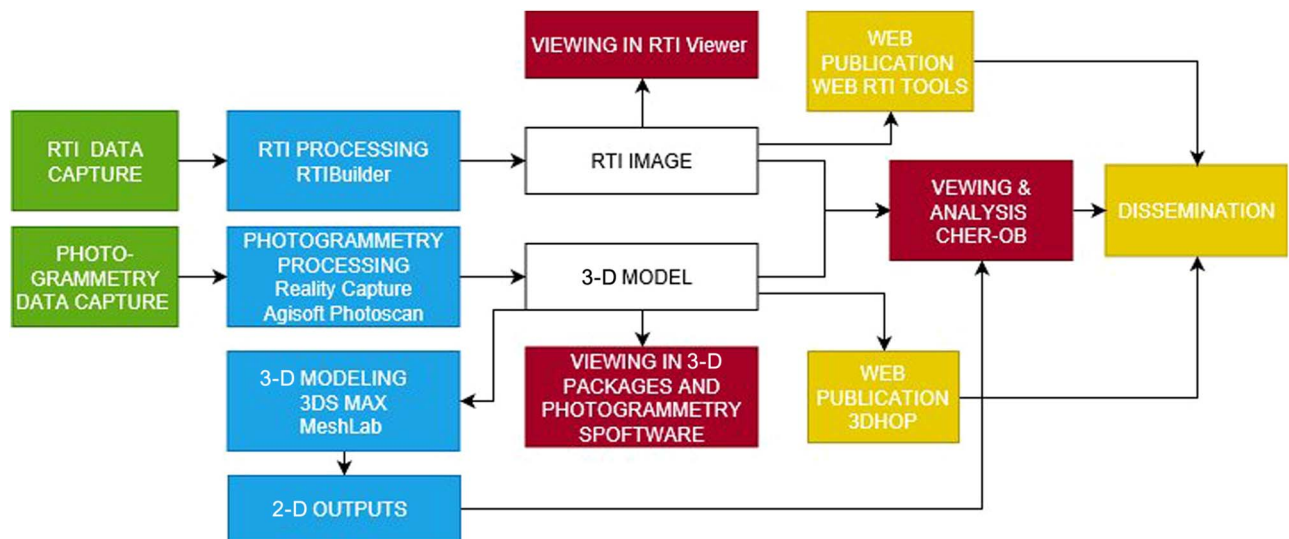 VIEWING IN RTI Viewer
WEB
PUBLICATION
WEB RTI TOOLS
RTI DATA
CAPTURE
RTI PROCESSING
RTIBuilder
RTI IMAGE
VEWING &
ANALYSIS
CHER-OB
DISSEMINATION
PHOTO-
GRAMMETRY
DATA CAPTURE
PHOTOGRAMMETRY
PROCESSING
Reality Capture
Agisoft Photoscan
3-D MODEL
3-D MODELING
3DS MAX
MeshLab
VIEWING IN 3-D
PACKAGES AND
PHOTOGRAMMETRY
SPOFTWARE
WEB
PUBLICATION
3DHOP
2-D OUTPUTS